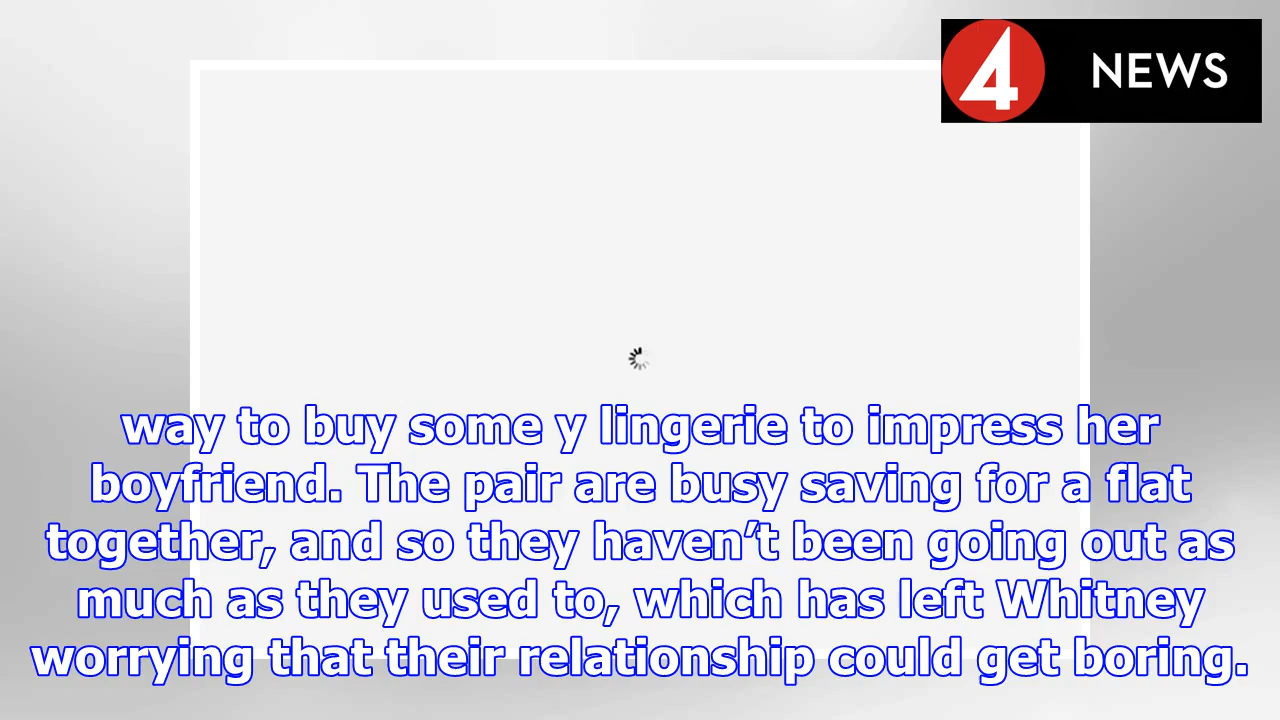 4 NEWS
way to buy some y lingerie to impress her
boyfriend. The pair are busy saving for a flat
together, and so they haven’t been going out as
much as they used to, which has left Whitney
worrying that their relationship could get boring.